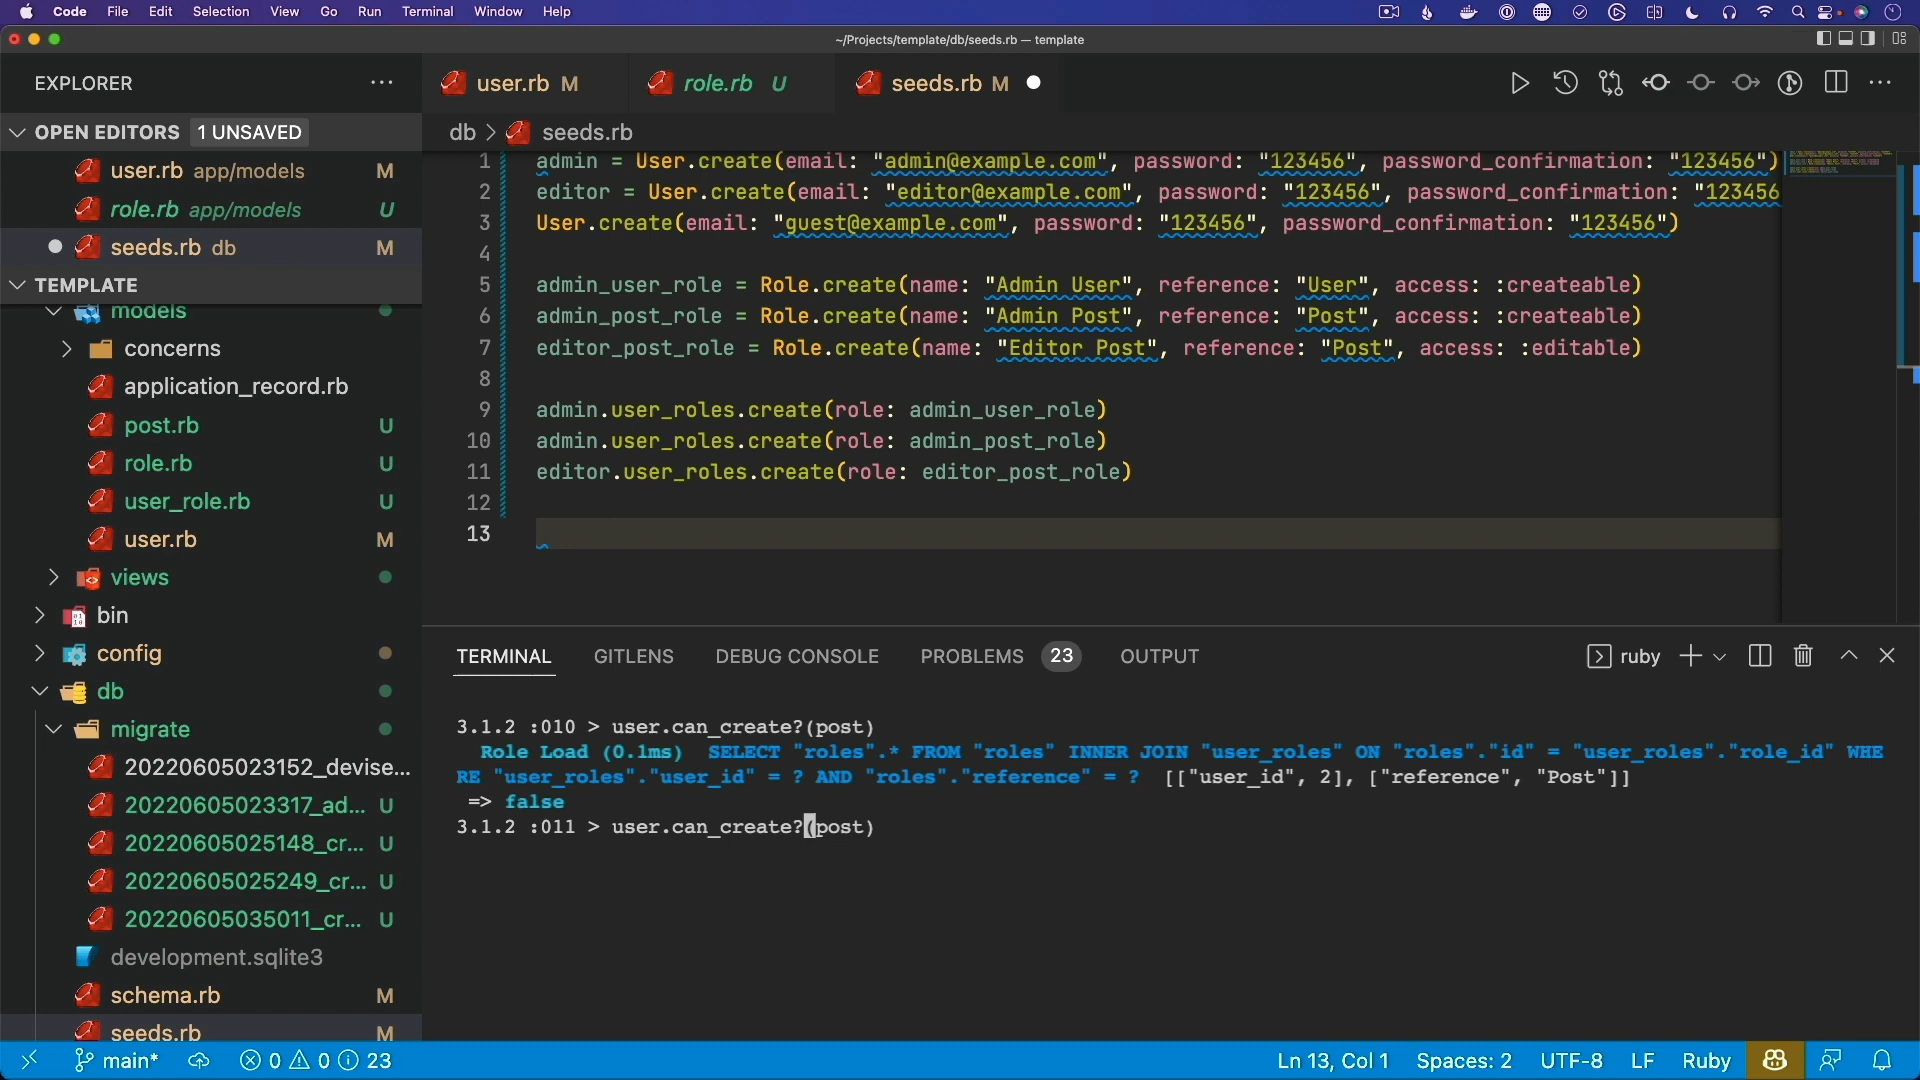 Code File Edit Selection View Go Run Terminal Window Help
~/Projects/template/db/seeds.rb — template
EXPLORER
user.rb M
role.rb U
seeds.rb M
OPEN EDITORS 1 UNSAVED
user.rb app/models M
role.rb app/models U
seeds.rb db M
TEMPLATE
models
concerns
application_record.rb
post.rb U
role.rb U
user_role.rb U
user.rb M
views
bin
config
db
migrate
20220605023152_devise...
20220605023317_ad... U
20220605025148_cr... U
20220605025249_cr... U
20220605035011_cr... U
development.sqlite3
schema.rb M
seeds.rb M
db > seeds.rb
1 admin = User.create(email: "admin@example.com", password: "123456", password_confirmation: "123456")
2 editor = User.create(email: "editor@example.com", password: "123456", password_confirmation: "123456
3 User.create(email: "guest@example.com", password: "123456", password_confirmation: "123456")
4
5 admin_user_role = Role.create(name: "Admin User", reference: "User", access: :createable)
6 admin_post_role = Role.create(name: "Admin Post", reference: "Post", access: :createable)
7 editor_post_role = Role.create(name: "Editor Post", reference: "Post", access: :editable)
8
9 admin.user_roles.create(role: admin_user_role)
10 admin.user_roles.create(role: admin_post_role)
11 editor.user_roles.create(role: editor_post_role)
12
13
TERMINAL GITLENS DEBUG CONSOLE PROBLEMS 23 OUTPUT
ruby
3.1.2 :010 > user.can_create?(post)
Role Load (0.1ms) SELECT "roles".* FROM "roles" INNER JOIN "user_roles" ON "roles"."id" = "user_roles"."role_id" WHE
RE "user_roles"."user_id" = ? AND "roles"."reference" = ? [["user_id", 2], ["reference", "Post"]]
=> false
3.1.2 :011 > user.can_create?(post)
main* 0 0 23
Ln 13, Col 1 Spaces: 2 UTF-8 LF Ruby